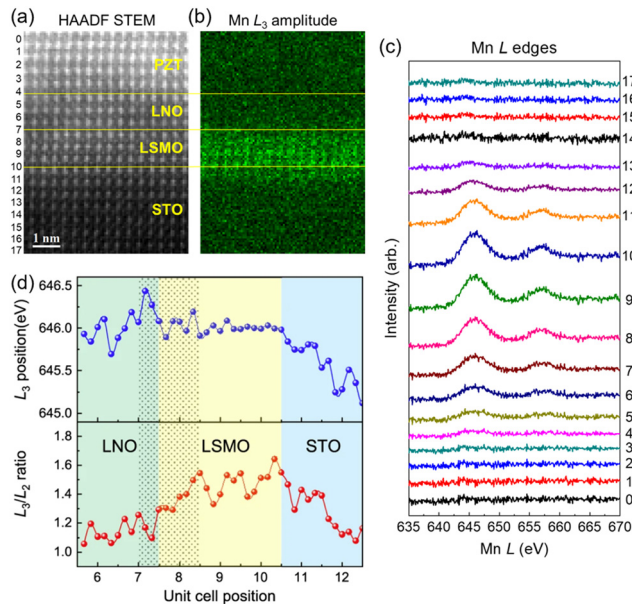 (a) HAADF STEM
0
1
2
3
4
5
6
7
8
9
10
11
12
13
14
15
16
17
PZT
LNO
LSMO
STO
1 nm
(b) Mn L3 amplitude
(c) Mn L edges
17
16
15
14
13
12
11
10
9
8
7
6
5
4
3
2
1
0
Intensity (arb.)
635 640 645 650 655 660 665 670
Mn L (eV)
(d)
646.5
646.0
645.5
645.0
L3 position(eV)
1.8
1.6
1.4
1.2
1.0
L3/L2 ratio
LNO LSMO STO
6 7 8 9 10 11 12
Unit cell position